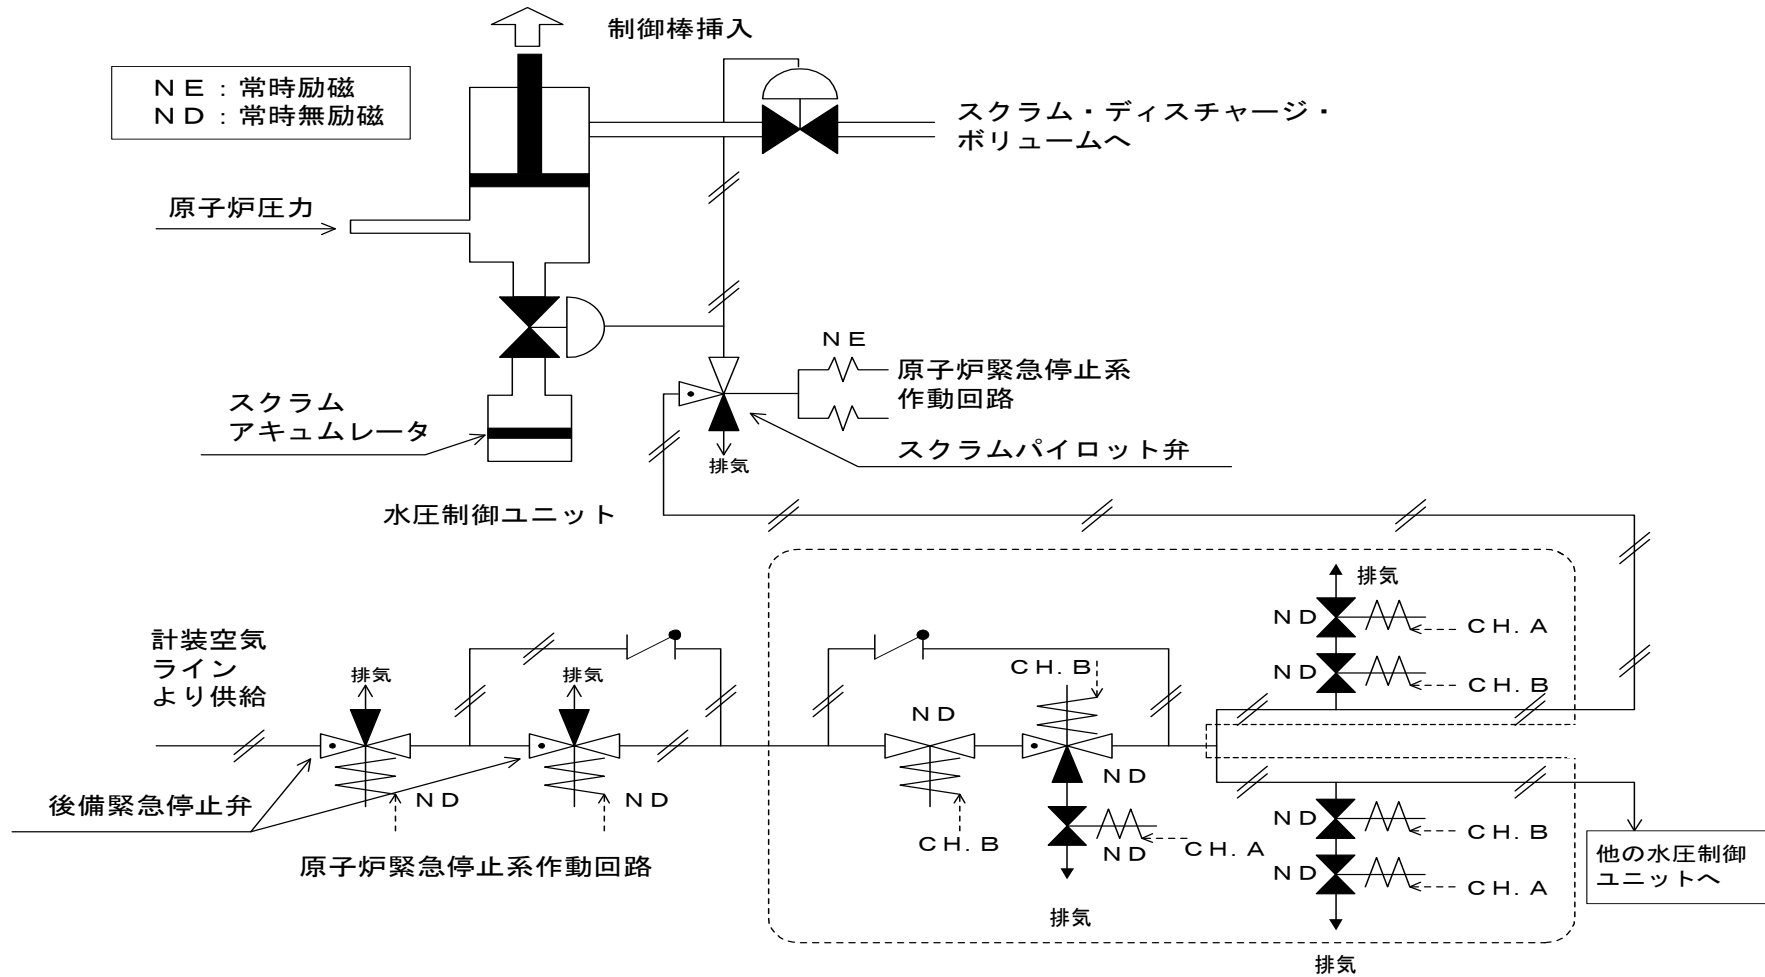 制御棒挿入
ＮＥ：常時励磁
ＮＤ：常時無励磁
スクラム・ディスチャージ・
ボリュームへ
原子炉圧力
ＮＥ
原子炉緊急停止系
作動回路
スクラム
アキュムレータ
スクラムパイロット弁
排気
水圧制御ユニット
計装空気
ライン
より供給
排気
排気
後備緊急停止弁
ＮＤ
ＮＤ
原子炉緊急停止系作動回路
ＣＨ．Ｂ
ＮＤ
ＮＤ
ＣＨ．Ｂ
ＮＤ
ＣＨ．Ａ
排気
排気
ＮＤ
ＣＨ．Ａ
ＮＤ
ＣＨ．Ｂ
ＮＤ
ＣＨ．Ｂ
ＮＤ
ＣＨ．Ａ
排気
他の水圧制御
ユニットへ